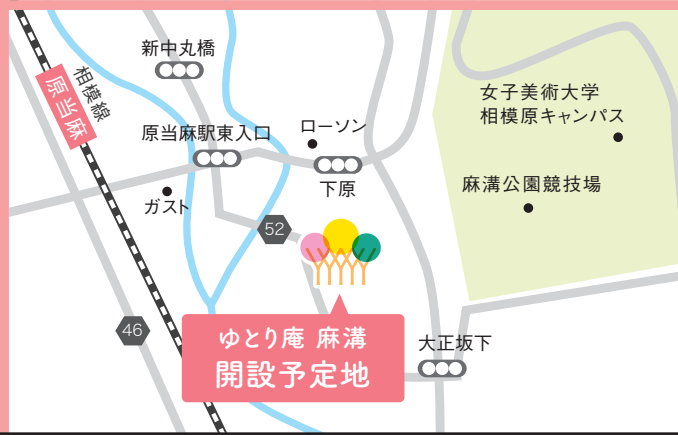 新中丸橋
相模線
原当麻
原当麻駅東入口
ローソン
下原
ガスト
女子美術大学
相模原キャンパス
麻溝公園競技場
52
46
ゆとり庵 麻溝
開設予定地
大正坂下